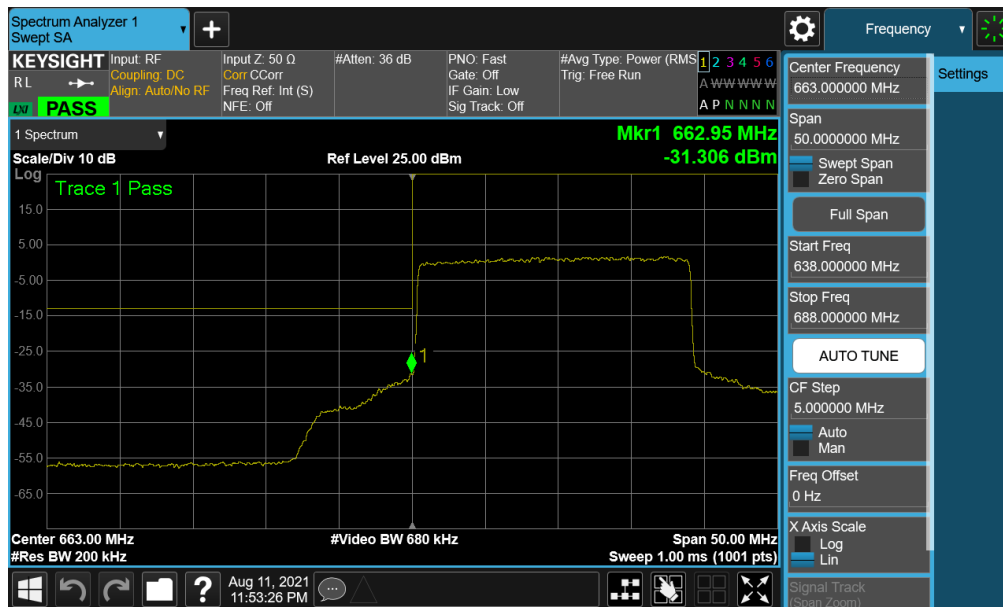 Spectrum Analyzer 1
Swept SA
+
Frequency
KEYSIGHT
RL
LXI PASS
Input: RF
Coupling: DC
Align: Auto/No RF
Input Z: 50 Ω
Corr CCorr
Freq Ref: Int (S)
NFE: Off
#Atten: 36 dB
PNO: Fast
Gate: Off
IF Gain: Low
Sig Track: Off
#Avg Type: Power (RMS
Trig: Free Run
1 2 3 4 5 6
A W W W W W
A P N N N N
1 Spectrum
Scale/Div 10 dB
Ref Level 25.00 dBm
Mkr1 662.95 MHz
-31.306 dBm
Log
Trace 1 Pass
15.0
5.00
-5.00
-15.0
-25.0
-35.0
-45.0
-55.0
-65.0
1
Center 663.00 MHz
#Video BW 680 kHz
Span 50.00 MHz
#Res BW 200 kHz
Sweep 1.00 ms (1001 pts)
?
Aug 11, 2021
11:53:26 PM
Center Frequency
663.000000 MHz
Span
50.0000000 MHz
Swept Span
Zero Span
Full Span
Start Freq
638.000000 MHz
Stop Freq
688.000000 MHz
AUTO TUNE
CF Step
5.000000 MHz
Auto
Man
Freq Offset
0 Hz
X Axis Scale
Log
Lin
Signal Track
(Span Zoom)
Settings